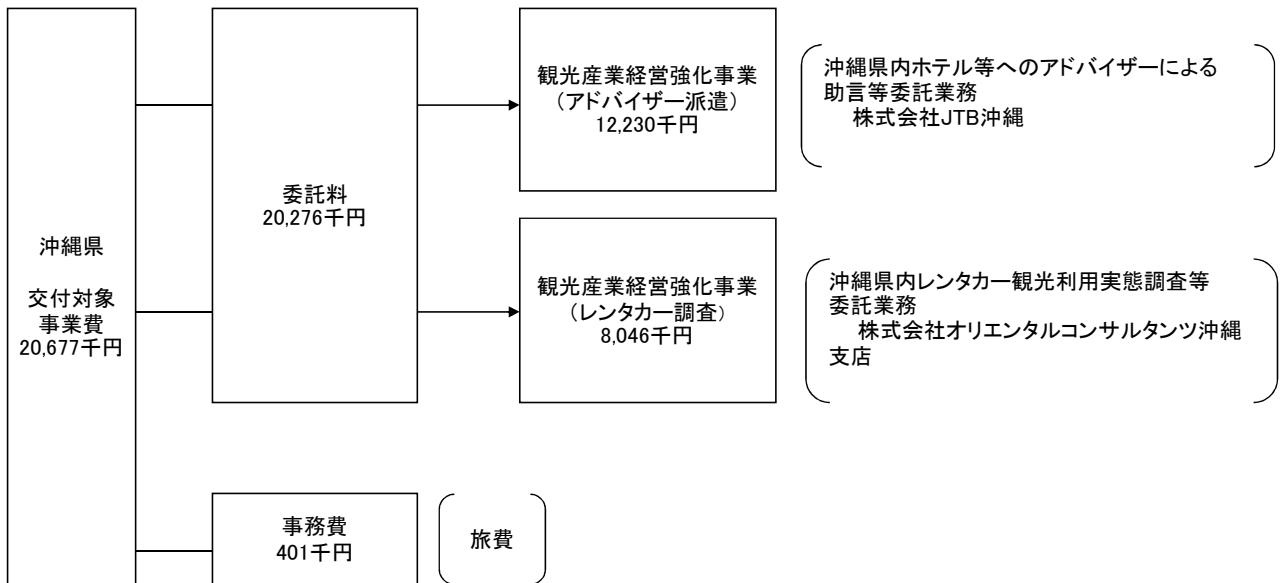 沖縄県
交付対象
事業費
20,677千円
委託料
20,276千円
観光産業経営強化事業
（アドバイザー派遣）
12,230千円
沖縄県内ホテル等へのアドバイザーによる
助言等委託業務
株式会社JTB沖縄
観光産業経営強化事業
（レンタカー調査）
8,046千円
沖縄県内レンタカー観光利用実態調査等
委託業務
株式会社オリエンタルコンサルタンツ沖縄
支店
事務費
401千円
旅費